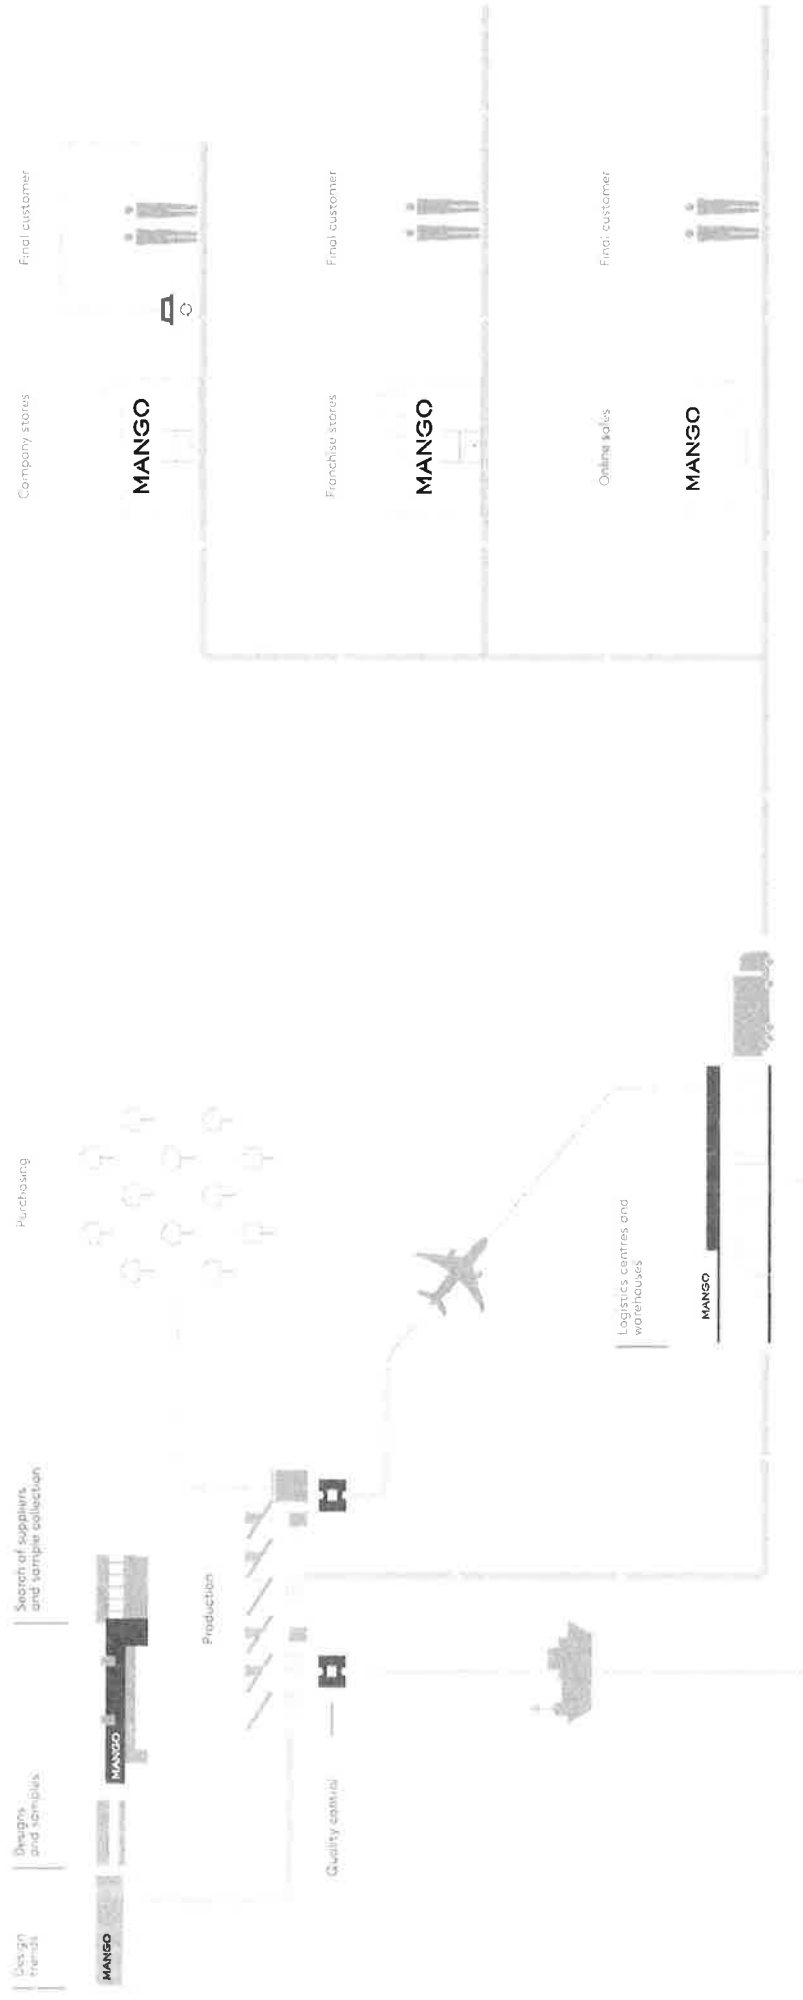 Design
trends
Designs
and samples
Search of suppliers
and sample collection
Purchasing
Company stores
Final customer
MANGO
MANGO
MANGO
Production
Quality control
Franchise stores
Final customer
MANGO
Logistics centres and
warehouses
MANGO
Online sales
Final customer
MANGO